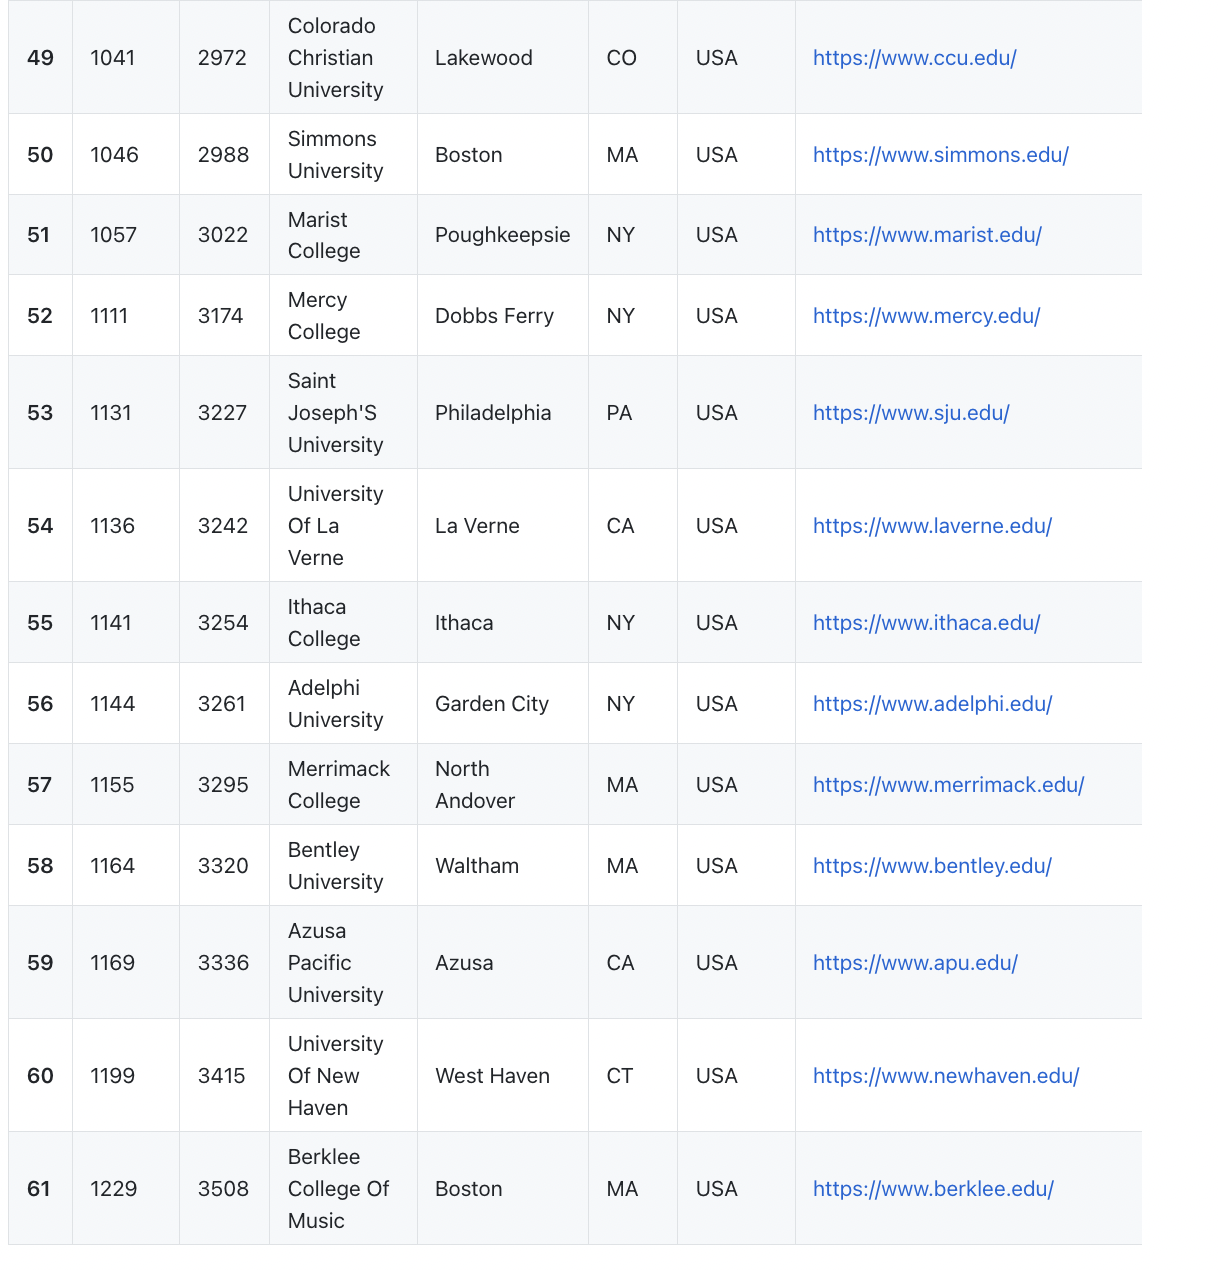 49 1041 2972 Colorado Christian University Lakewood CO USA https://www.ccu.edu/
50 1046 2988 Simmons University Boston MA USA https://www.simmons.edu/
51 1057 3022 Marist College Poughkeepsie NY USA https://www.marist.edu/
52 1111 3174 Mercy College Dobbs Ferry NY USA https://www.mercy.edu/
53 1131 3227 Saint Joseph'S University Philadelphia PA USA https://www.sju.edu/
54 1136 3242 University Of La Verne La Verne CA USA https://www.laverne.edu/
55 1141 3254 Ithaca College Ithaca NY USA https://www.ithaca.edu/
56 1144 3261 Adelphi University Garden City NY USA https://www.adelphi.edu/
57 1155 3295 Merrimack College North Andover MA USA https://www.merrimack.edu/
58 1164 3320 Bentley University Waltham MA USA https://www.bentley.edu/
59 1169 3336 Azusa Pacific University Azusa CA USA https://www.apu.edu/
60 1199 3415 University Of New Haven West Haven CT USA https://www.newhaven.edu/
61 1229 3508 Berklee College Of Music Boston MA USA https://www.berklee.edu/